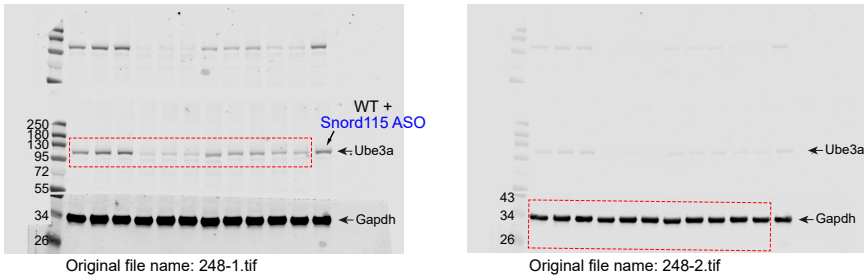 WT +
Snord115 ASO
250
180
130
95
72
55
34
26
Ube3a
Gapdh
Original file name: 248-1.tif
43
34
26
Ube3a
Gapdh
Original file name: 248-2.tif